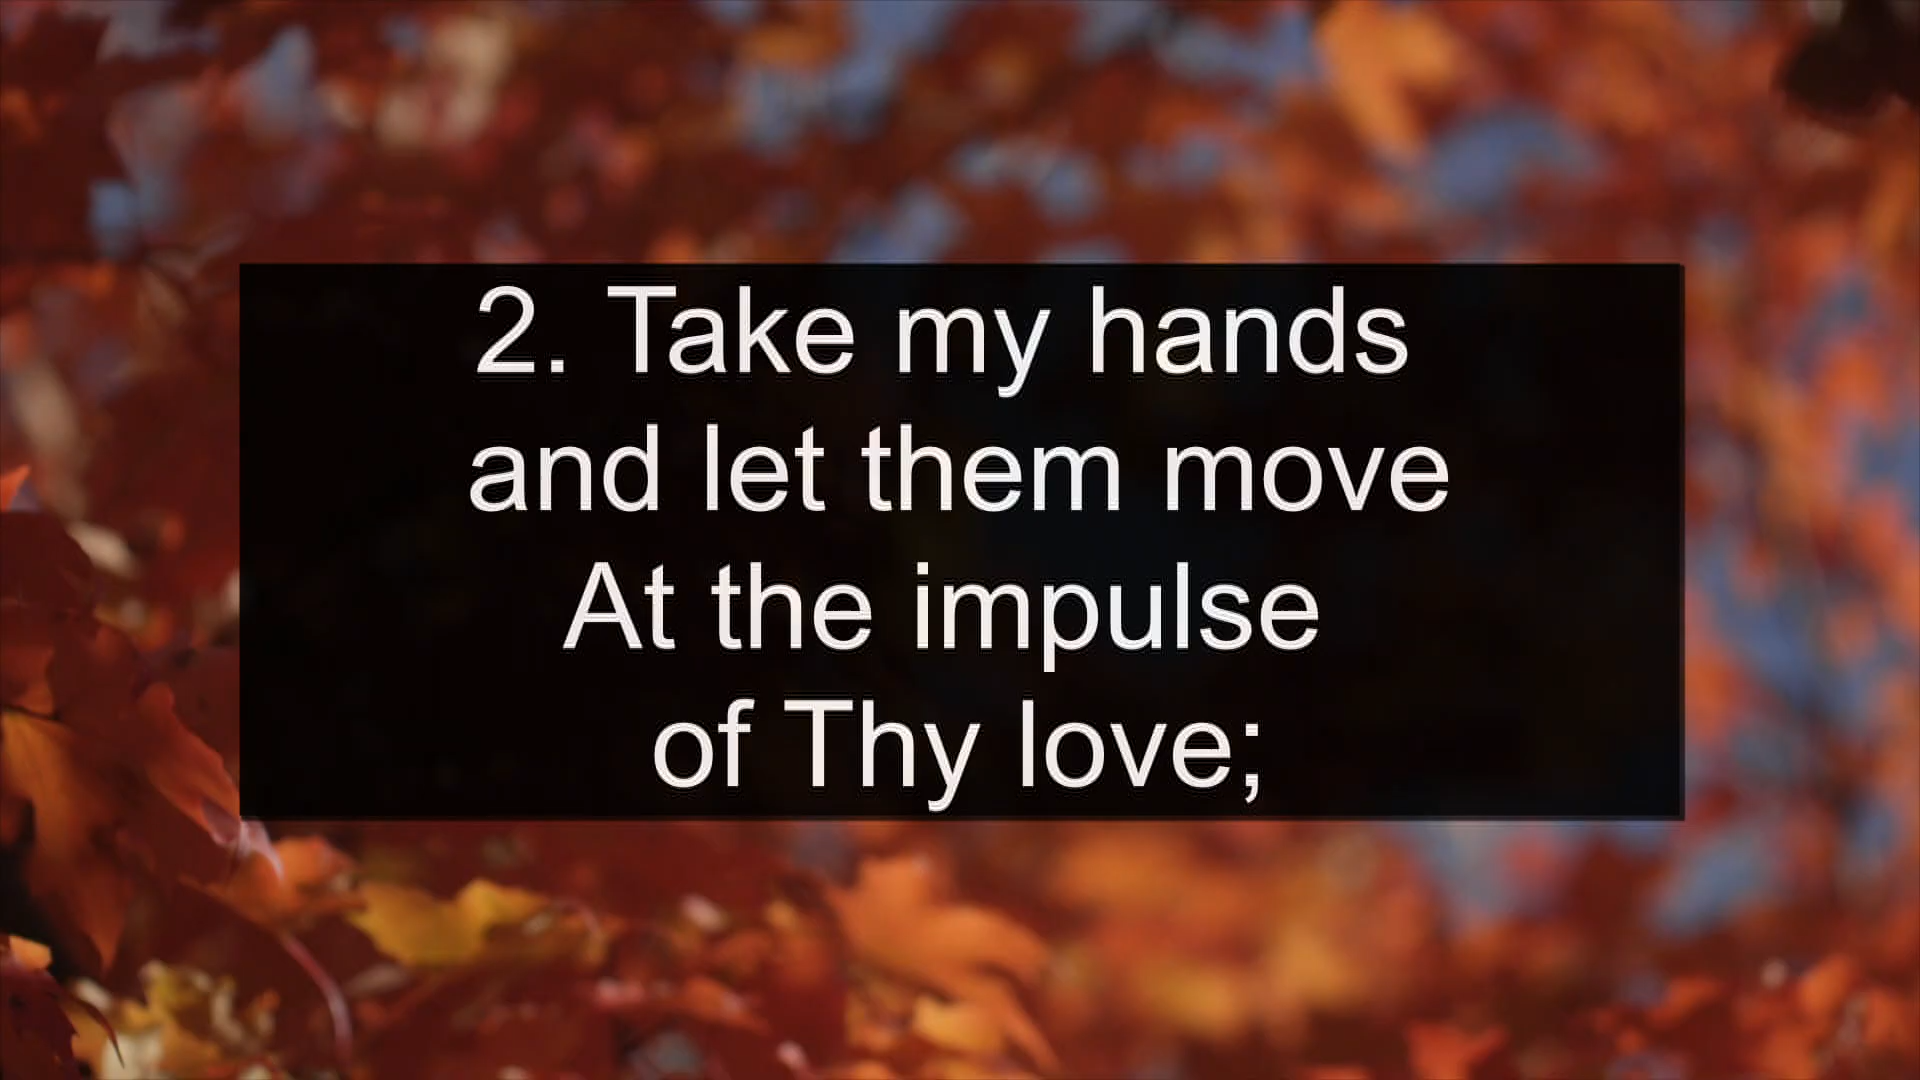 2. Take my hands
and let them move
At the impulse
of Thy love;